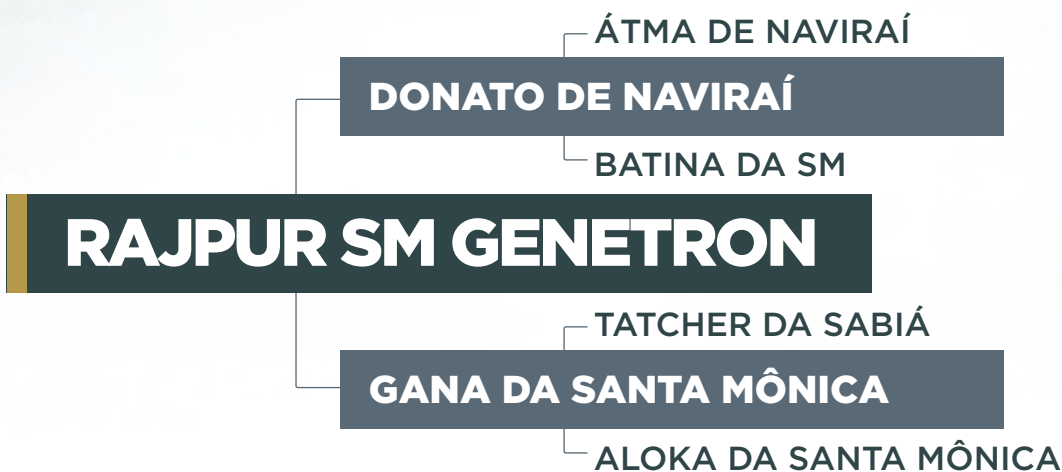 ÁTMA DE NAVIRAÍ
DONATO DE NAVIRAÍ
BATINA DA SM
RAJPUR SM GENETRON
TATCHER DA SABIÁ
GANA DA SANTA MÔNICA
ALOKA DA SANTA MÔNICA